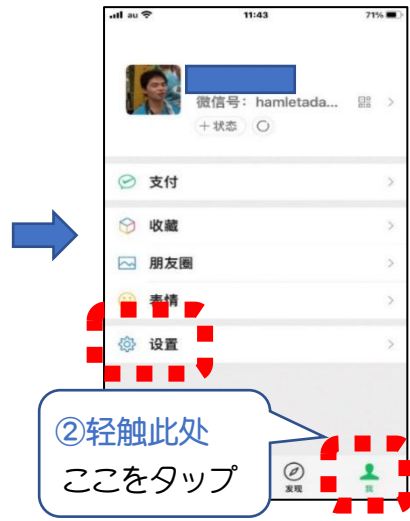 au 11:43 71%
微信号: hamletada...
＋状态
支付
收藏
朋友圈
表情
设置
②轻触此处
ここをタップ
发现 我